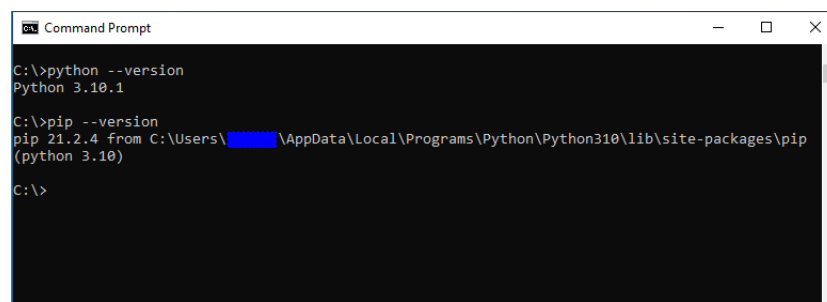 Command Prompt
C:\>python --version
Python 3.10.1
C:\>pip --version
pip 21.2.4 from C:\Users\ \AppData\Local\Programs\Python\Python310\lib\site-packages\pip
(python 3.10)
C:\>